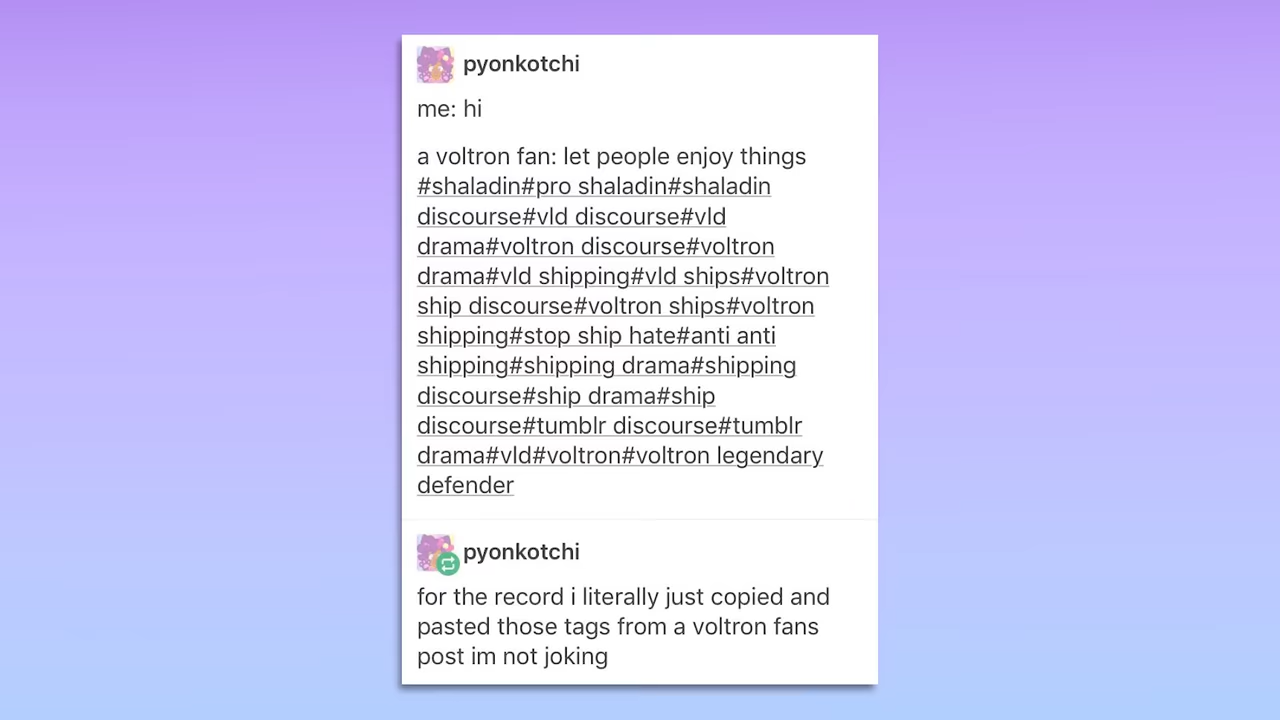 pyonkotchi
me: hi
a voltron fan: let people enjoy things
#shaladin#pro shaladin#shaladin
discourse#vld discourse#vld
drama#voltron discourse#voltron
drama#vld shipping#vld ships#voltron
ship discourse#voltron ships#voltron
shipping#stop ship hate#anti anti
shipping#shipping drama#shipping
discourse#ship drama#ship
discourse#tumblr discourse#tumblr
drama#vld#voltron#voltron legendary
defender
pyonkotchi
for the record i literally just copied and
pasted those tags from a voltron fans
post im not joking